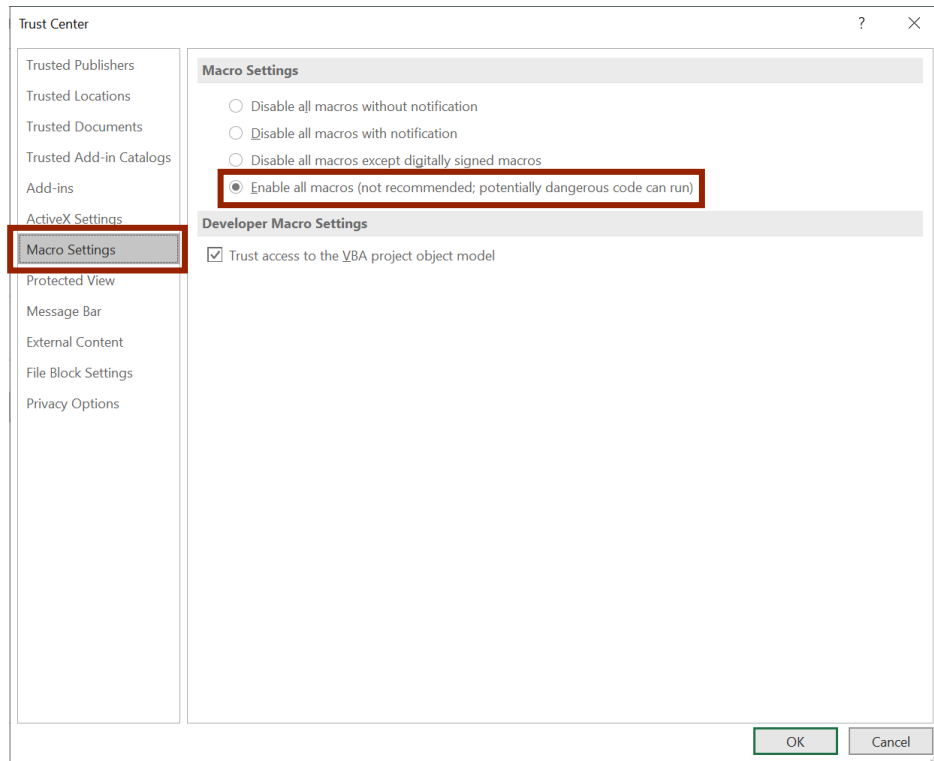 Trust Center
?
Trusted Publishers
Trusted Locations
Trusted Documents
Trusted Add-in Catalogs
Add-ins
ActiveX Settings
Macro Settings
Protected View
Message Bar
External Content
File Block Settings
Privacy Options
Macro Settings
Disable all macros without notification
Disable all macros with notification
Disable all macros except digitally signed macros
Enable all macros (not recommended; potentially dangerous code can run)
Developer Macro Settings
Trust access to the VBA project object model
OK
Cancel